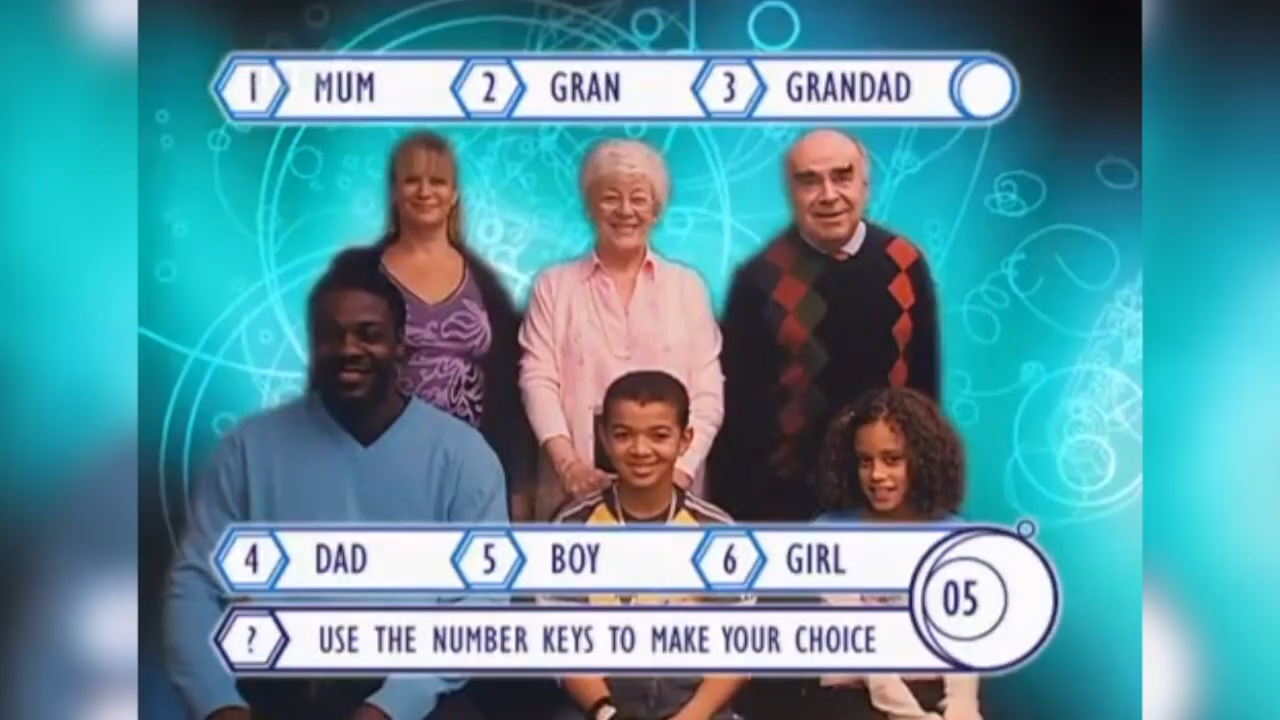 1 MUM 2 GRAN 3 GRANDAD
4 DAD 5 BOY 6 GIRL
05
? USE THE NUMBER KEYS TO MAKE YOUR CHOICE